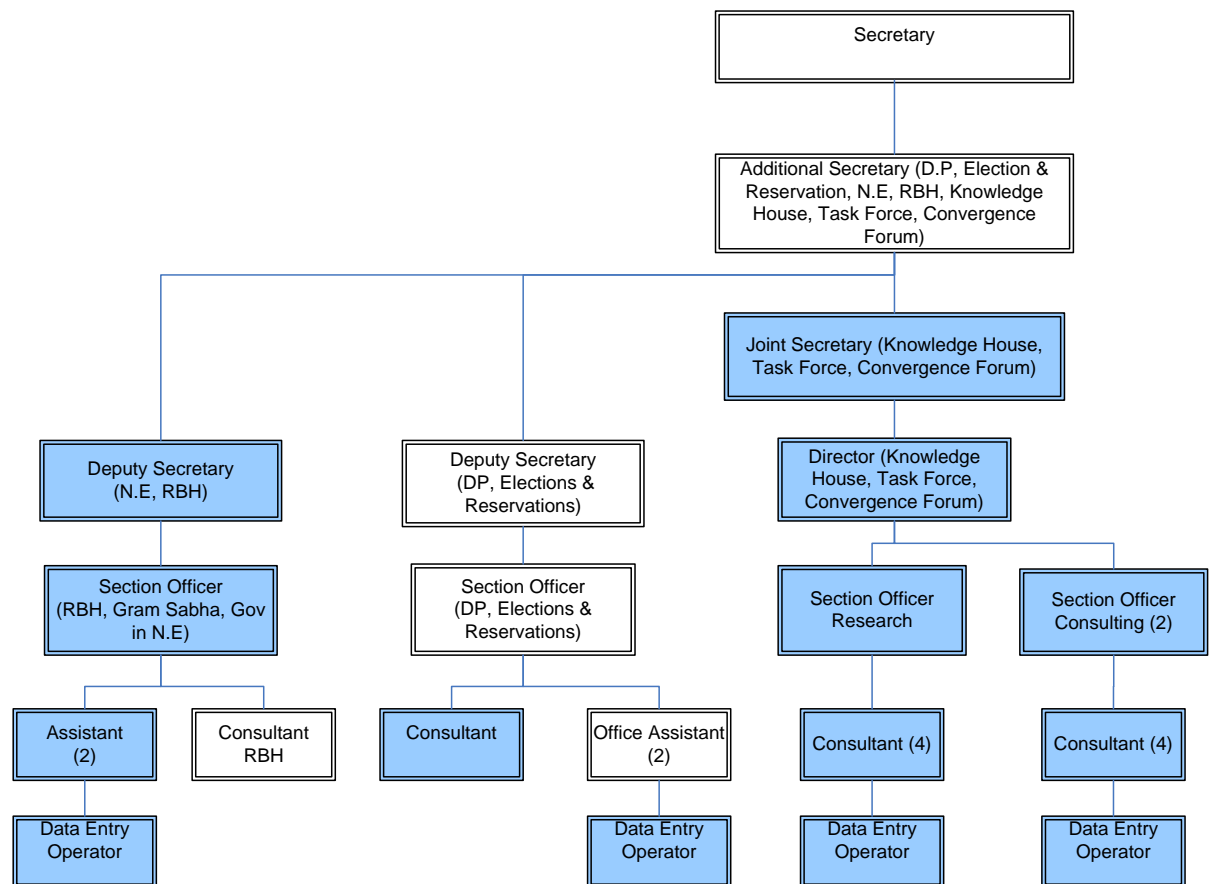 Secretary
Additional Secretary (D.P, Election &
Reservation, N.E, RBH, Knowledge
House, Task Force, Convergence
Forum)
Joint Secretary (Knowledge House,
Task Force, Convergence Forum)
Deputy Secretary
(N.E, RBH)
Deputy Secretary
(DP, Elections &
Reservations)
Director (Knowledge
House, Task Force,
Convergence Forum)
Section Officer
(RBH, Gram Sabha, Gov
in N.E)
Section Officer
(DP, Elections &
Reservations)
Section Officer
Research
Section Officer
Consulting (2)
Assistant
(2)
Consultant
RBH
Consultant
Office Assistant
(2)
Consultant (4)
Consultant (4)
Data Entry
Operator
Data Entry
Operator
Data Entry
Operator
Data Entry
Operator